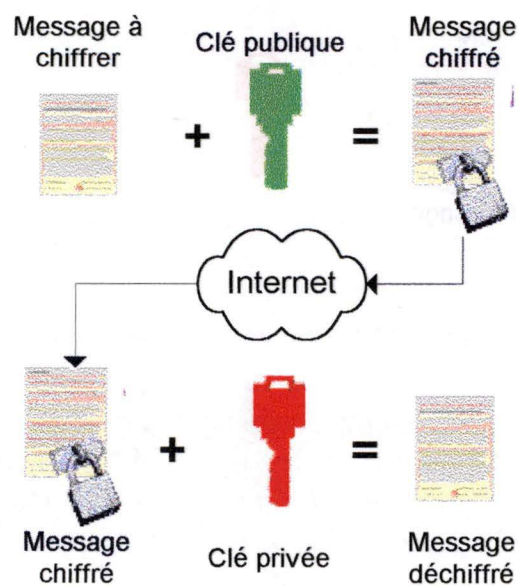 Message à
chiffrer
Clé publique
Message
chiffré
+
=
Internet
+
=
Message
chiffré
Clé privée
Message
déchiffré